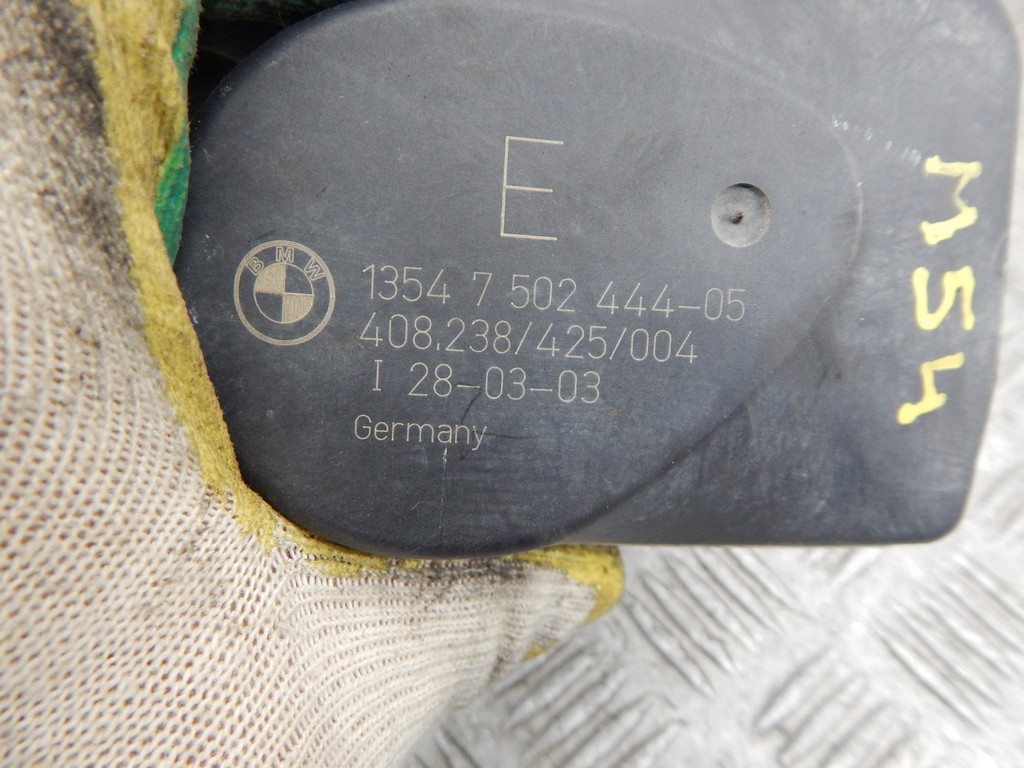 E
BMW
1354 7 502 444-05
408.238/425/004
I 28-03-03
Germany
M54